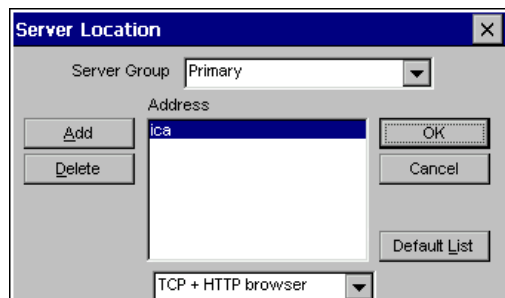 Server Location
Server Group Primary
Address
Add
ica
OK
Delete
Cancel
Default List
TCP + HTTP browser